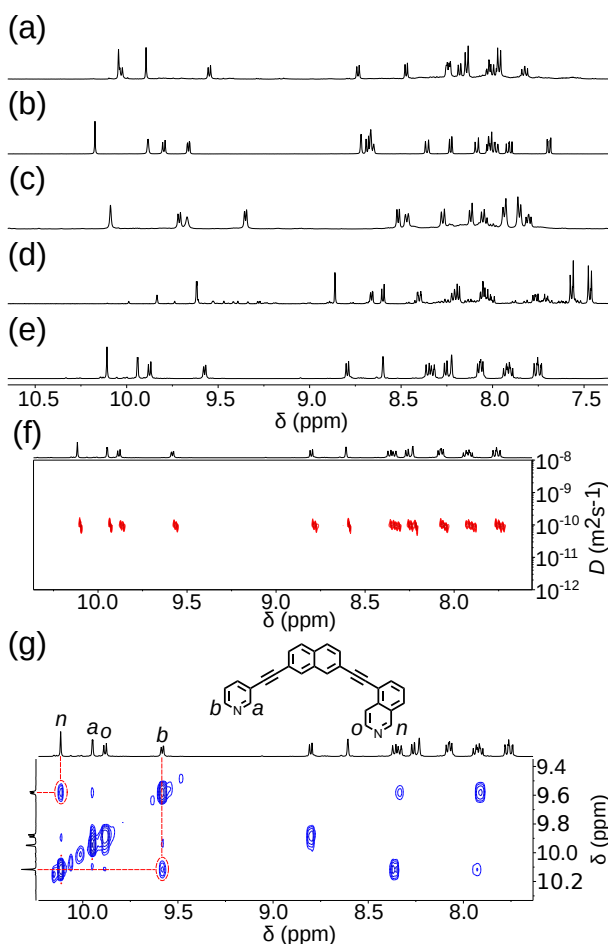 (a)
(b)
(c)
(d)
(e)
10.5 10.0 9.5 9.0 8.5 8.0 7.5
δ (ppm)
(f)
10⁻⁸
10⁻⁹
10⁻¹⁰
10⁻¹¹
10⁻¹²
D (m2s-1)
10.0 9.5 9.0 8.5 8.0
δ (ppm)
(g)
b N a
o N n
n a o b
9.4
9.6
9.8
10.0
10.2
δ (ppm)
10.0 9.5 9.0 8.5 8.0
δ (ppm)